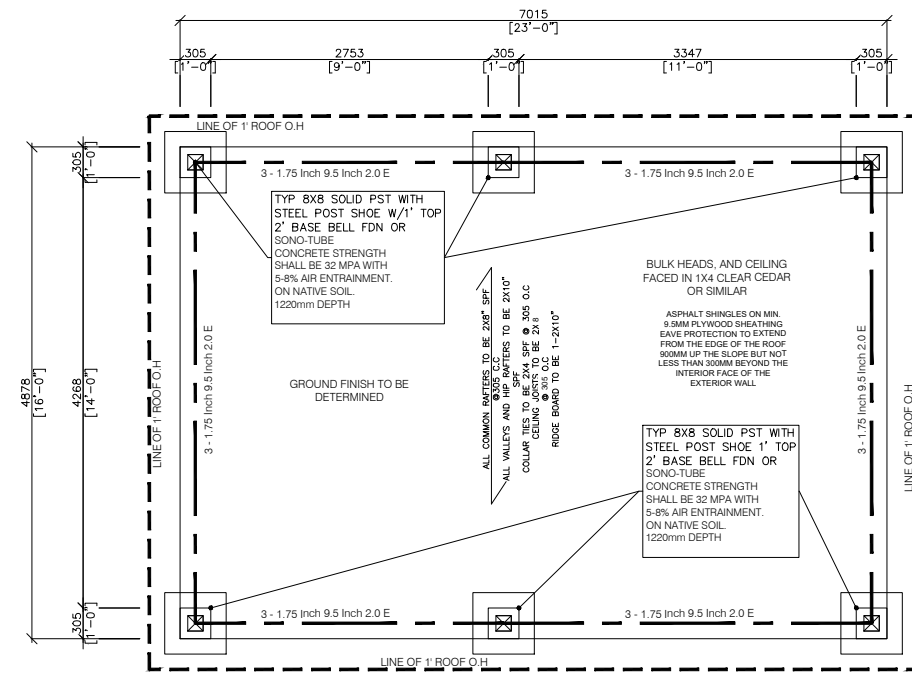 7015
[23'-0"]
305
[1'-0"]
2753
[9'-0"]
305
[1'-0"]
3347
[11'-0"]
305
[1'-0"]
LINE OF 1' ROOF O.H
3 - 1.75 Inch 9.5 Inch 2.0 E
3 - 1.75 Inch 9.5 Inch 2.0 E
305
[1'-0"]
4878
[16'-0"]
4268
[14'-0"]
305
[1'-0"]
LINE OF 1' ROOF O.H
3 - 1.75 Inch 9.5 Inch 2.0 E
TYP 8X8 SOLID PST WITH
STEEL POST SHOE W/1' TOP
2' BASE BELL FDN OR
SONO-TUBE
CONCRETE STRENGTH
SHALL BE 32 MPA WITH
5-8% AIR ENTRAINMENT.
ON NATIVE SOIL.
1220mm DEPTH
GROUND FINISH TO BE
DETERMINED
ALL COMMON RAFTERS TO BE 2X8" SPF
@305 C.C
ALL VALLEYS AND HIP RAFTERS TO BE 2X10"
SPF
COLLAR TIES TO BE 2X4 SPF @ 305 O.C
CEILING JOISTS TO BE 2X8
@ 305 O.C
RIDGE BOARD TO BE 1-2X10"
BULK HEADS, AND CEILING
FACED IN 1X4 CLEAR CEDAR
OR SIMILAR
ASPHALT SHINGLES ON MIN.
9.5MM PLYWOOD SHEATHING
EAVE PROTECTION TO EXTEND
FROM THE EDGE OF THE ROOF
900MM UP THE SLOPE BUT NOT
LESS THAN 300MM BEYOND THE
INTERIOR FACE OF THE
EXTERIOR WALL
3 - 1.75 Inch 9.5 Inch 2.0 E
LINE OF 1' ROOF O.H
TYP 8X8 SOLID PST WITH
STEEL POST SHOE 1' TOP
2' BASE BELL FDN OR
SONO-TUBE
CONCRETE STRENGTH
SHALL BE 32 MPA WITH
5-8% AIR ENTRAINMENT.
ON NATIVE SOIL.
1220mm DEPTH
3 - 1.75 Inch 9.5 Inch 2.0 E
3 - 1.75 Inch 9.5 Inch 2.0 E
LINE OF 1' ROOF O.H